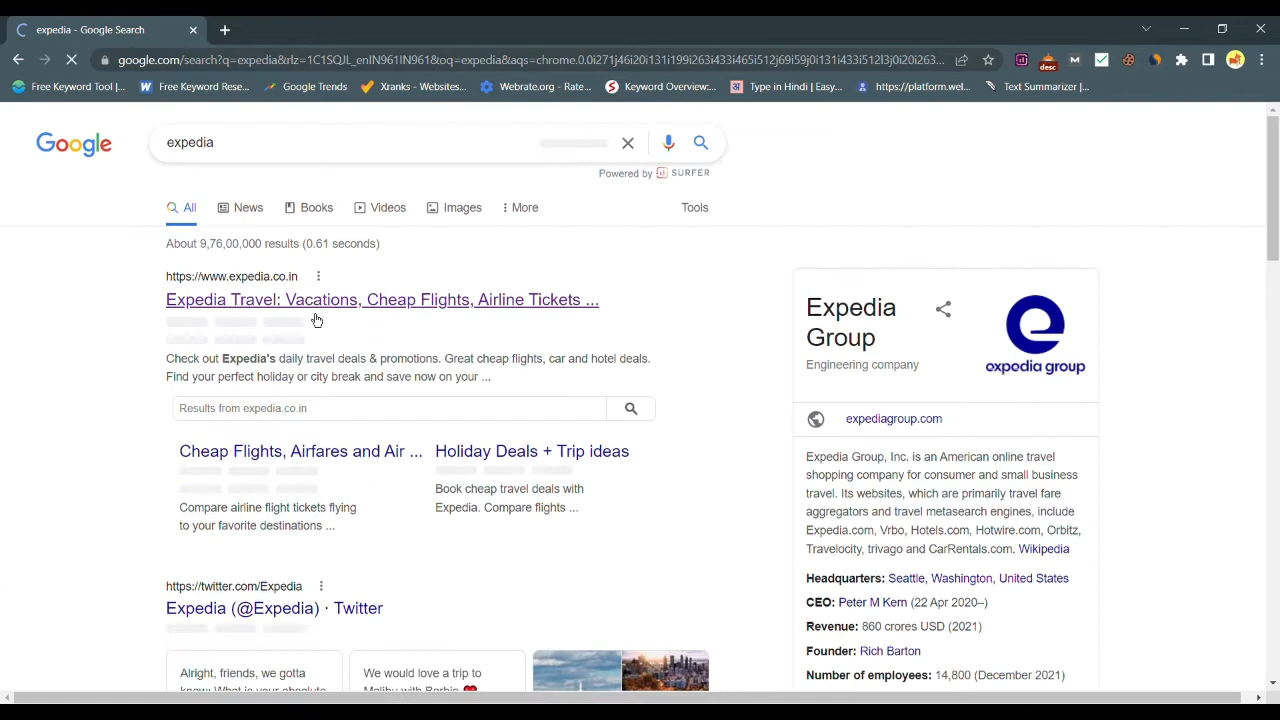 expedia - Google Search
google.com/search?q=expedia&rlz=1C1SQJL_enIN961IN961&oq=expedia&aqs=chrome.0.0i271j46i20i131i199i263i433i465i512j69i59j0i131i433i512l3j0i20i263...
Free Keyword Tool |...
Free Keyword Rese...
Google Trends
Xranks - Websites...
Webrate.org - Rate...
Keyword Overview:...
Type in Hindi | Easy...
https://platform.wel...
Text Summarizer |...
desc
Google
expedia
Powered by SURFER
All
News
Books
Videos
Images
More
Tools
About 9,76,00,000 results (0.61 seconds)
https://www.expedia.co.in
Expedia Travel: Vacations, Cheap Flights, Airline Tickets ...
Check out Expedia's daily travel deals & promotions. Great cheap flights, car and hotel deals.
Find your perfect holiday or city break and save now on your ...
Results from expedia.co.in
Cheap Flights, Airfares and Air ...
Compare airline flight tickets flying
to your favorite destinations ...
Holiday Deals + Trip ideas
Book cheap travel deals with
Expedia. Compare flights ...
https://twitter.com/Expedia
Expedia (@Expedia) · Twitter
Alright, friends, we gotta
know: What is your absolute
We would love a trip to
Malibu with Barbie
Expedia
Group
Engineering company
expedia group
expediagroup.com
Expedia Group, Inc. is an American online travel
shopping company for consumer and small business
travel. Its websites, which are primarily travel fare
aggregators and travel metasearch engines, include
Expedia.com, Vrbo, Hotels.com, Hotwire.com, Orbitz,
Travelocity, trivago and CarRentals.com. Wikipedia
Headquarters: Seattle, Washington, United States
CEO: Peter M Kern (22 Apr 2020–)
Revenue: 860 crores USD (2021)
Founder: Rich Barton
Number of employees: 14,800 (December 2021)